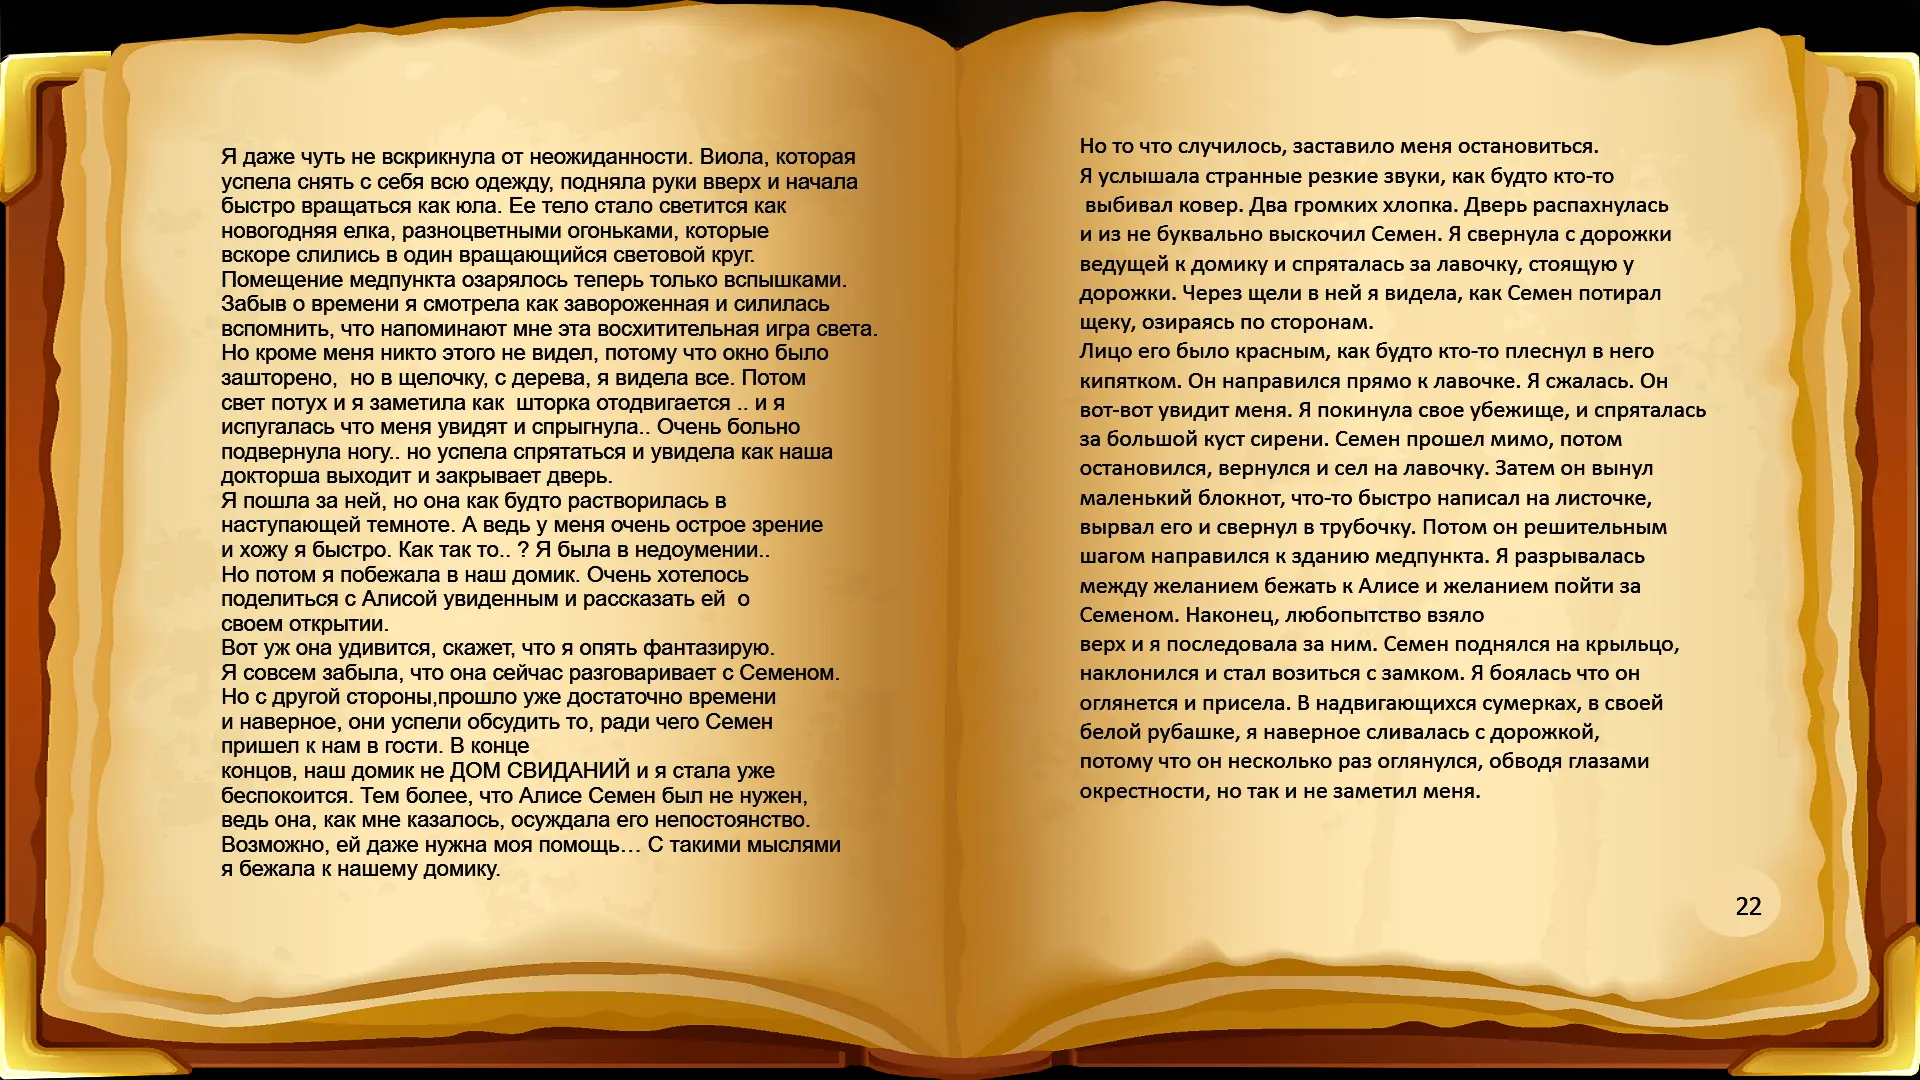 Я даже чуть не вскрикнула от неожиданности. Виола, которая
успела снять с себя всю одежду, подняла руки вверх и начала
быстро вращаться как юла. Ее тело стало светится как
новогодняя елка, разноцветными огоньками, которые
вскоре слились в один вращающийся световой круг.
Помещение медпункта озарялось теперь только вспышками.
Забыв о времени я смотрела как завороженная и силилась
вспомнить, что напоминают мне эта восхитительная игра света.
Но кроме меня никто этого не видел, потому что окно было
зашторено,  но в щелочку, с дерева, я видела все. Потом
свет потух и я заметила как  шторка отодвигается .. и я
испугалась что меня увидят и спрыгнула.. Очень больно
подвернула ногу.. но успела спрятаться и увидела как наша
докторша выходит и закрывает дверь.
Я пошла за ней, но она как будто растворилась в
наступающей темноте. А ведь у меня очень острое зрение
и хожу я быстро. Как так то.. ? Я была в недоумении..
Но потом я побежала в наш домик. Очень хотелось
поделиться с Алисой увиденным и рассказать ей  о
своем открытии.
Вот уж она удивится, скажет, что я опять фантазирую.
Я совсем забыла, что она сейчас разговаривает с Семеном.
Но с другой стороны,прошло уже достаточно времени
и наверное, они успели обсудить то, ради чего Семен
пришел к нам в гости. В конце
концов, наш домик не ДОМ СВИДАНИЙ и я стала уже
беспокоится. Тем более, что Алисе Семен был не нужен,
ведь она, как мне казалось, осуждала его непостоянство.
Возможно, ей даже нужна моя помощь… С такими мыслями
я бежала к нашему домику.
Но то что случилось, заставило меня остановиться.
Я услышала странные резкие звуки, как будто кто-то
выбивал ковер. Два громких хлопка. Дверь распахнулась
и из не буквально выскочил Семен. Я свернула с дорожки
ведущей к домику и спряталась за лавочку, стоящую у
дорожки. Через щели в ней я видела, как Семен потирал
щеку, озираясь по сторонам.
Лицо его было красным, как будто кто-то плеснул в него
кипятком. Он направился прямо к лавочке. Я сжалась. Он
вот-вот увидит меня. Я покинула свое убежище, и спряталась
за большой куст сирени. Семен прошел мимо, потом
остановился, вернулся и сел на лавочку. Затем он вынул
маленький блокнот, что-то быстро написал на листочке,
вырвал его и свернул в трубочку. Потом он решительным
шагом направился к зданию медпункта. Я разрывалась
между желанием бежать к Алисе и желанием пойти за
Семеном. Наконец, любопытство взяло
верх и я последовала за ним. Семен поднялся на крыльцо,
наклонился и стал возиться с замком. Я боялась что он
оглянется и присела. В надвигающихся сумерках, в своей
белой рубашке, я наверное сливалась с дорожкой,
потому что он несколько раз оглянулся, обводя глазами
окрестности, но так и не заметил меня.
22